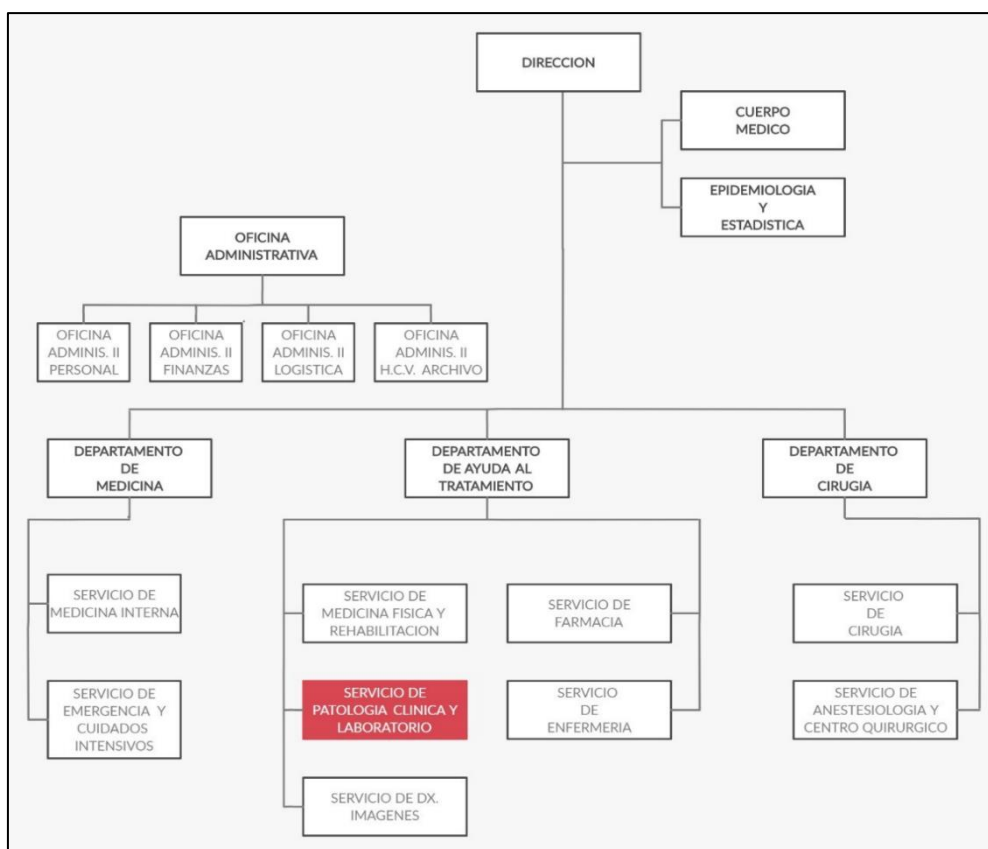 DIRECCION
CUERPO
MEDICO
EPIDEMIOLOGIA
Y
ESTADISTICA
OFICINA
ADMINISTRATIVA
OFICINA
ADMINIS. II
PERSONAL
OFICINA
ADMINIS. II
FINANZAS
OFICINA
ADMINIS. II
LOGISTICA
OFICINA
ADMINIS. II
H.C.V. ARCHIVO
DEPARTAMENTO
DE
MEDICINA
DEPARTAMENTO
DE AYUDA AL
TRATAMIENTO
DEPARTAMENTO
DE
CIRUGIA
SERVICIO DE
MEDICINA INTERNA
SERVICIO DE
MEDICINA FISICA Y
REHABILITACION
SERVICIO DE
FARMACIA
SERVICIO
DE
CIRUGIA
SERVICIO DE
EMERGENCIA Y
CUIDADOS
INTENSIVOS
SERVICIO DE
PATOLOGIA CLINICA Y
LABORATORIO
SERVICIO
DE
ENFERMERIA
SERVICIO DE
ANESTESIOLOGIA Y
CENTRO QUIRURGICO
SERVICIO DE DX.
IMAGENES